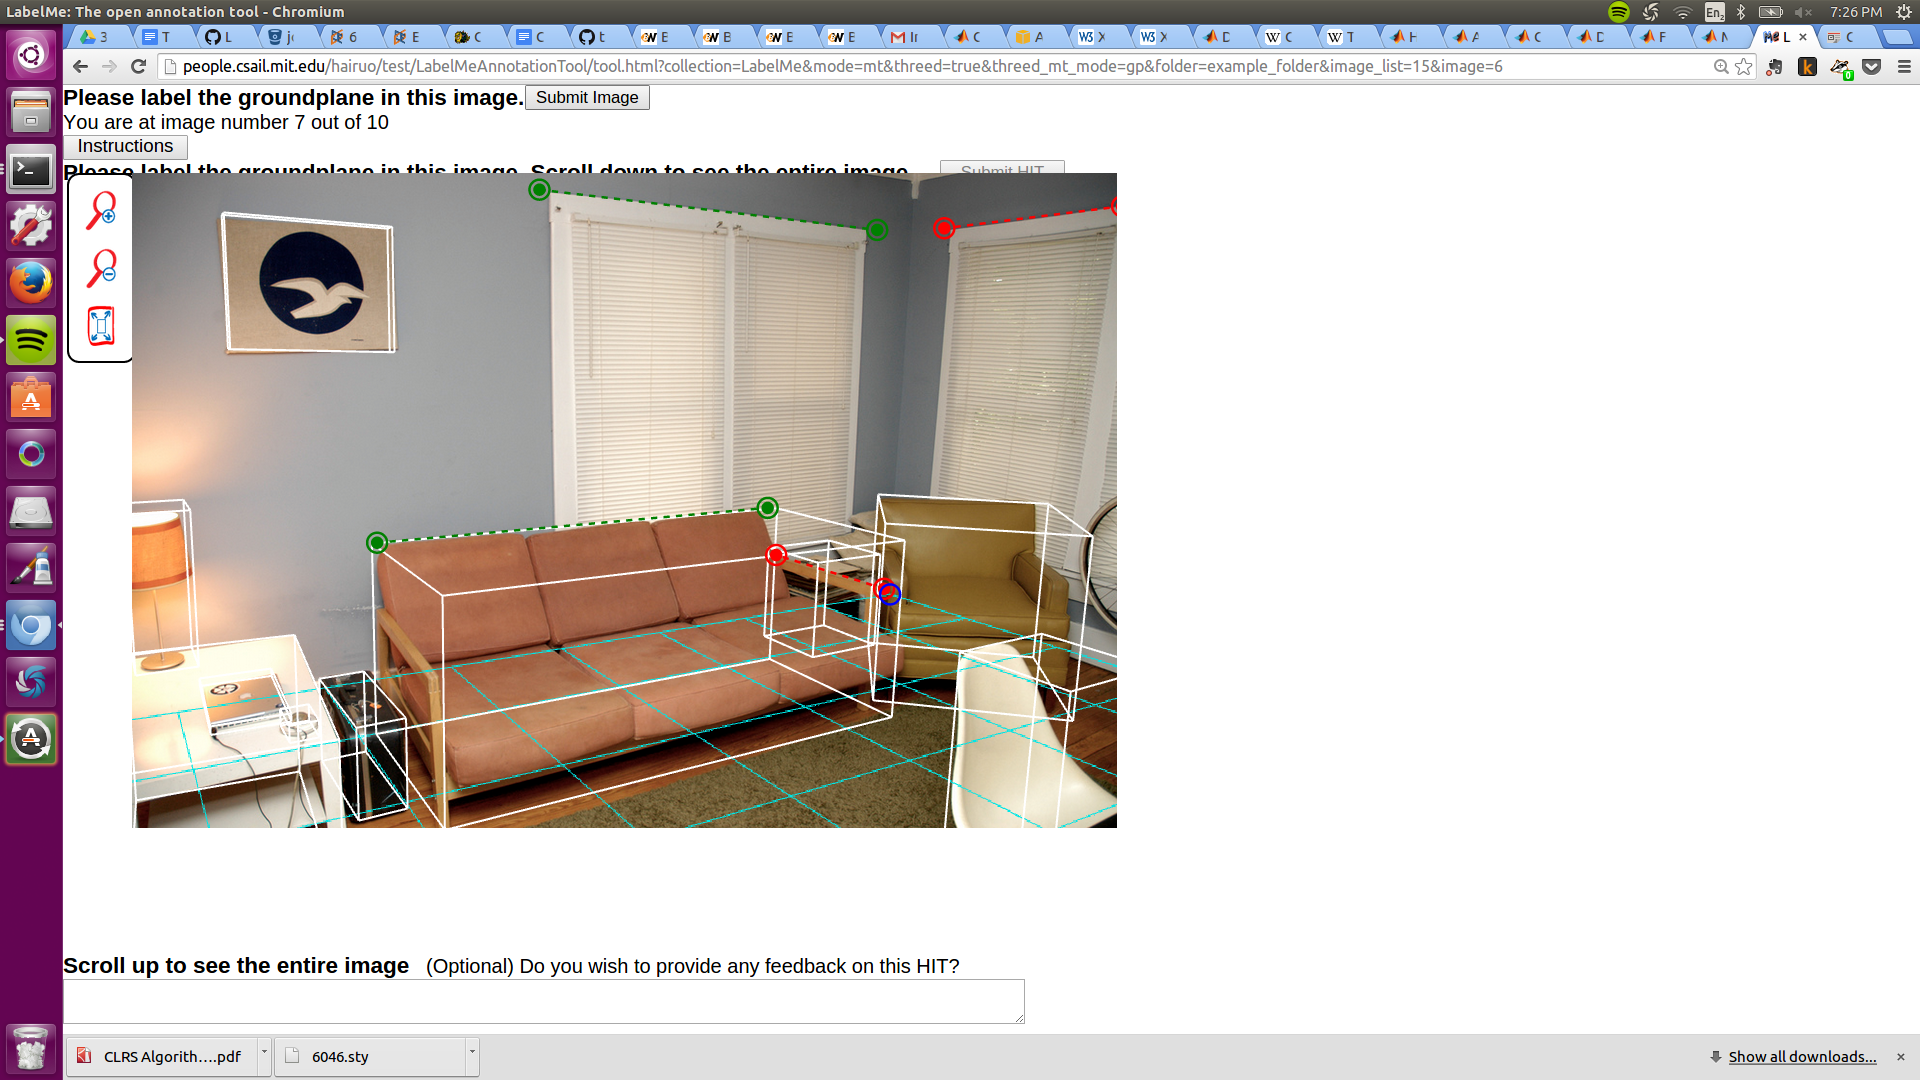 LabelMe: The open annotation tool - Chromium
En₂
7:26 PM
3
T
L
6
E
C
C
t
E
B
E
E
C
A
X
X
D
C
T
H
A
C
D
F
L
C
people.csail.mit.edu/hairuo/test/LabelMeAnnotationTool/tool.html?collection=LabelMe&mode=mt&threed=true&threed_mt_mode=gp&folder=example_folder&image_list=15&image=6
Please label the groundplane in this image. Submit Image
You are at image number 7 out of 10
Instructions
Please label the groundplane in this image. Scroll down to see the entire image. Submit HIT
Scroll up to see the entire image (Optional) Do you wish to provide any feedback on this HIT?
CLRS Algorith....pdf
6046.sty
Show all downloads...